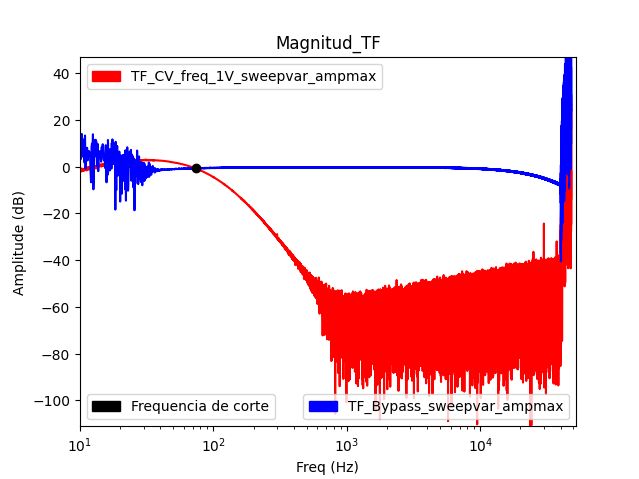 Magnitud_TF
TF_CV_freq_1V_sweepvar_ampmax
Amplitude (dB)
40
20
0
−20
−40
−60
−80
−100
Frequencia de corte
TF_Bypass_sweepvar_ampmax
10¹ 10² 10³ 10⁴
Freq (Hz)